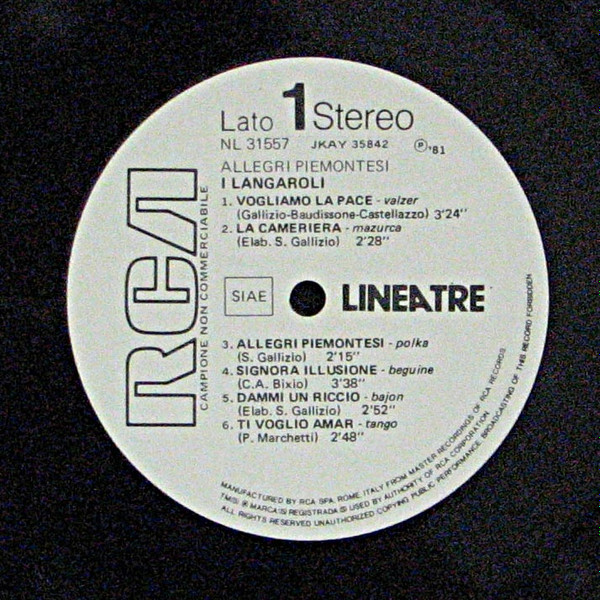 Lato 1 Stereo
NL 31557 JKAY 35842 Ⓟ'81
ALLEGRI PIEMONTESI
I LANGAROLI
1. VOGLIAMO LA PACE - valzer
(Gallizio-Baudissone-Castellazzo) 3'24''
2. LA CAMERIERA - mazurca
(Elab. S. Gallizio) 2'28''
RCA
CAMPIONE NON COMMERCIABILE
SIAE
LINEATRE
3. ALLEGRI PIEMONTESI - polka
(S. Gallizio) 2'15''
4. SIGNORA ILLUSIONE - beguine
(C.A. Bixio) 3'38''
5. DAMMI UN RICCIO - bajon
(Elab. S. Gallizio) 2'52''
6. TI VOGLIO AMAR - tango
(P. Marchetti) 2'48''
MANUFACTURED BY RCA SPA, ROME, ITALY FROM MASTER RECORDINGS OF RCA RECORDS
TM(S) ® MARCA(S) REGISTRADA(S) USED BY AUTHORITY OF RCA CORPORATION
ALL RIGHTS RESERVED UNAUTHORIZED COPYING PUBLIC PERFORMANCE BROADCASTING OF THIS RECORD FORBIDDEN